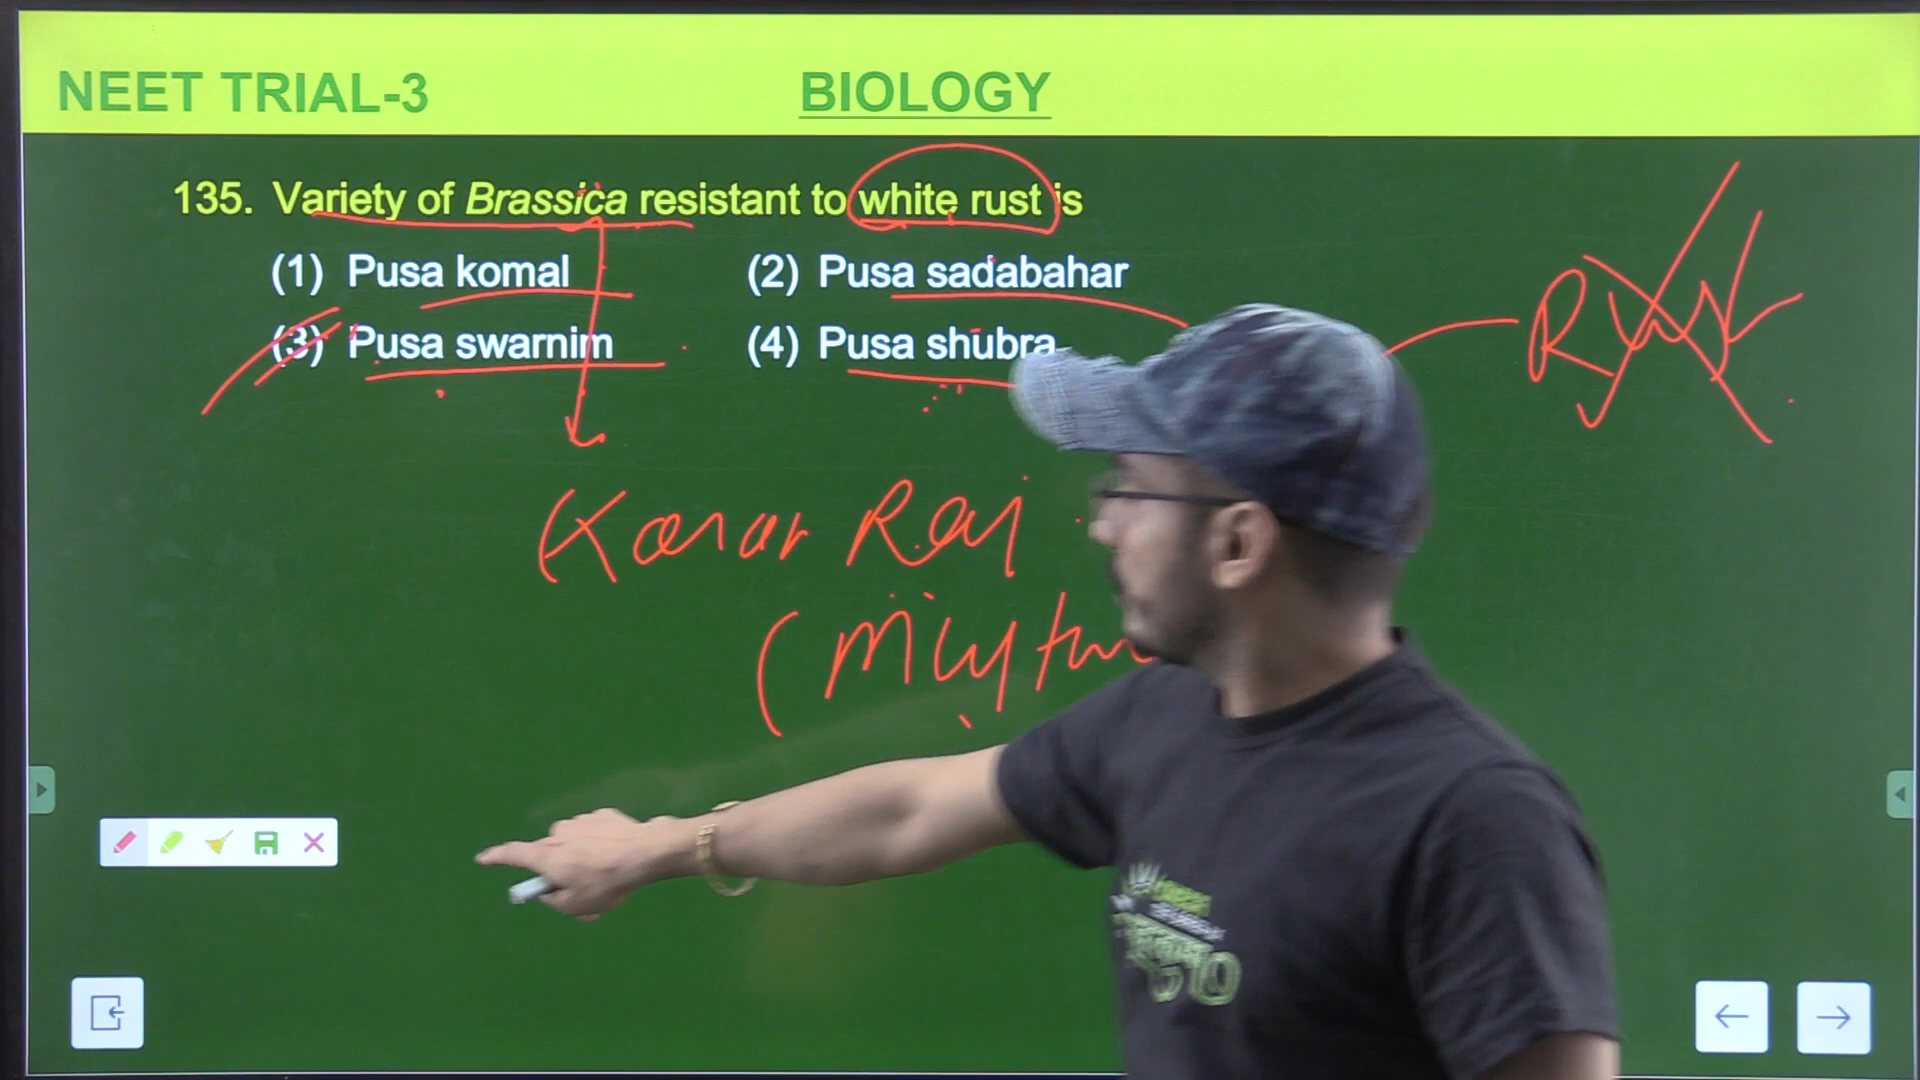 NEET TRIAL-3 BIOLOGY
135. Variety of Brassica resistant to white rust is
(1) Pusa komal (2) Pusa sadabahar
(3) Pusa swarnim (4) Pusa shubra
Karan Rai